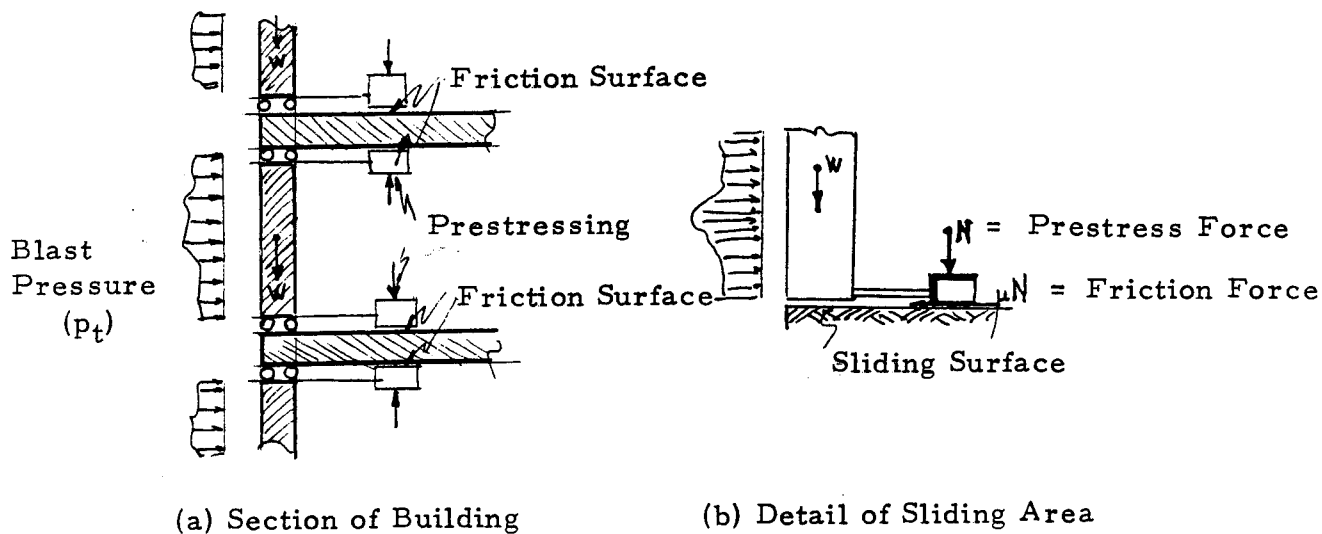 W
Friction Surface
Prestressing
Blast
Pressure
(pₜ)
W
Friction Surface
(a) Section of Building
W
N = Prestress Force
μN = Friction Force
Sliding Surface
(b) Detail of Sliding Area